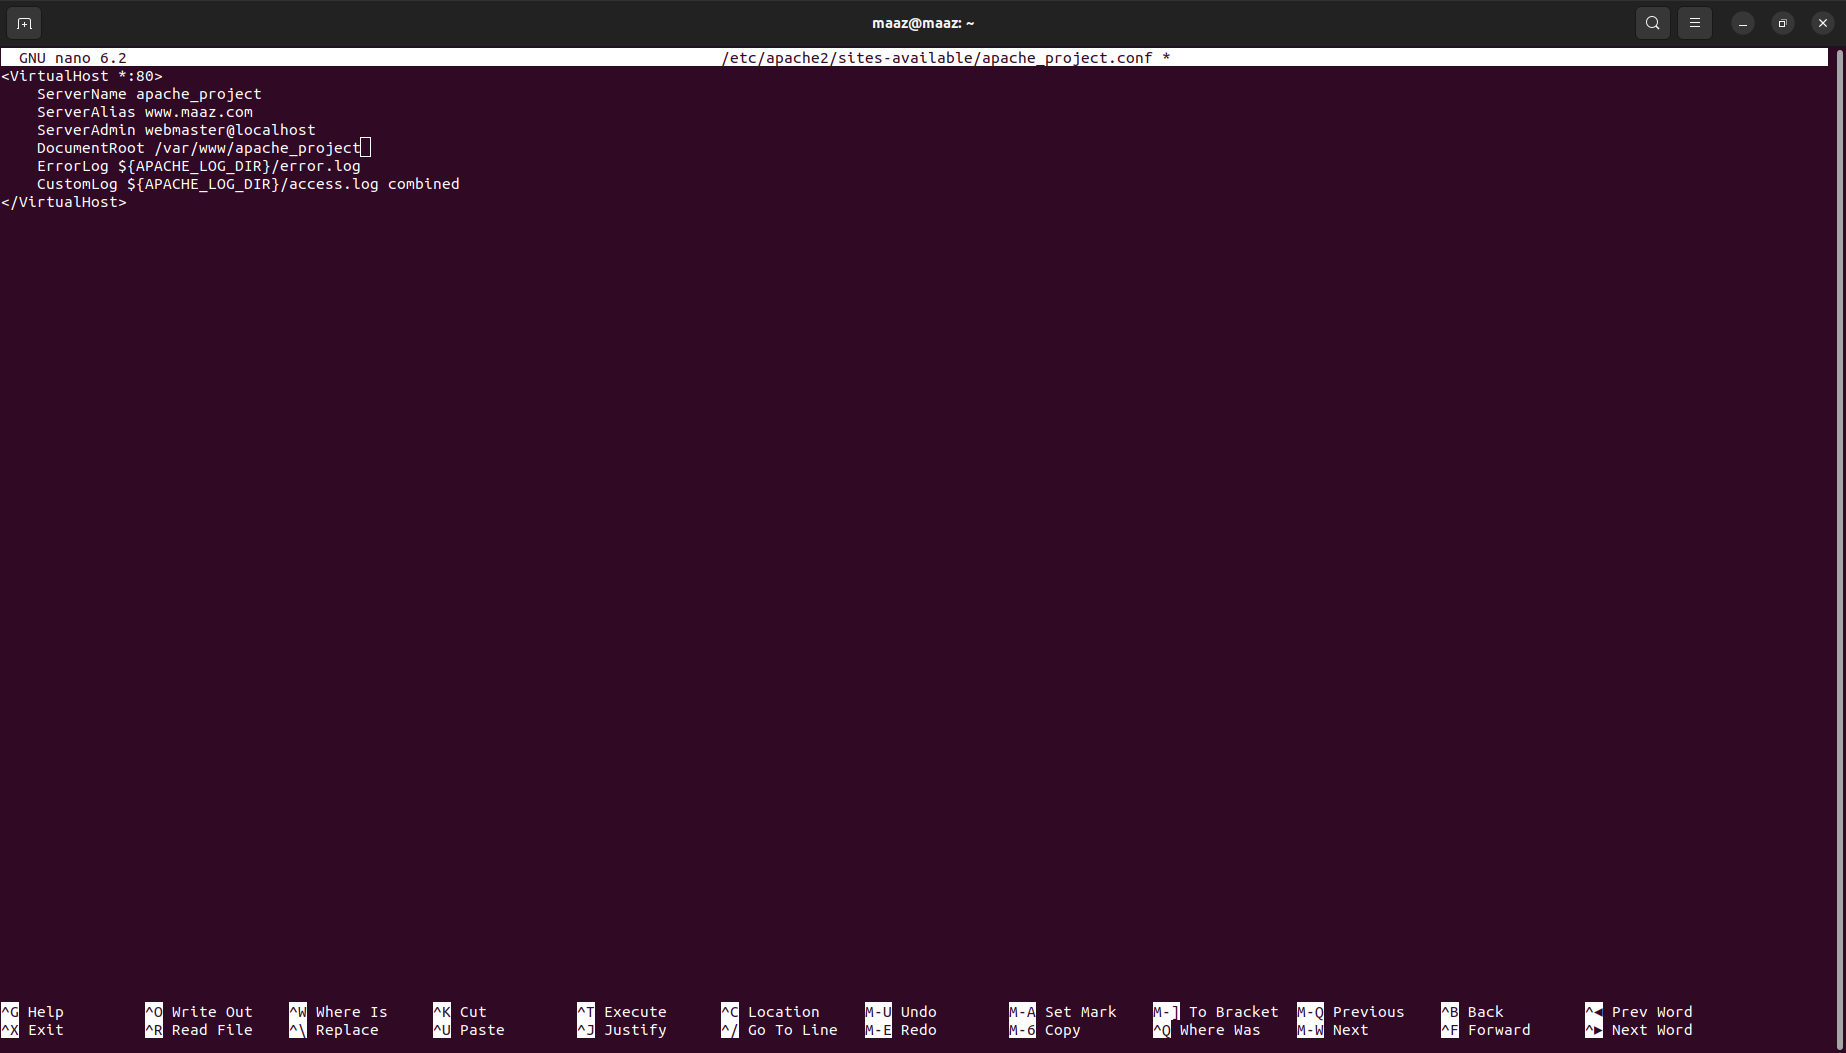 maaz@maaz: ~
GNU nano 6.2 /etc/apache2/sites-available/apache_project.conf *
<VirtualHost *:80>
    ServerName apache_project
    ServerAlias www.maaz.com
    ServerAdmin webmaster@localhost
    DocumentRoot /var/www/apache_project
    ErrorLog ${APACHE_LOG_DIR}/error.log
    CustomLog ${APACHE_LOG_DIR}/access.log combined
</VirtualHost>
^G Help ^O Write Out ^W Where Is ^K Cut ^T Execute ^C Location M-U Undo M-A Set Mark M-] To Bracket M-Q Previous ^B Back ^◀ Prev Word
^X Exit ^R Read File ^\ Replace ^U Paste ^J Justify ^/ Go To Line M-E Redo M-6 Copy ^Q Where Was M-W Next ^F Forward ^▶ Next Word